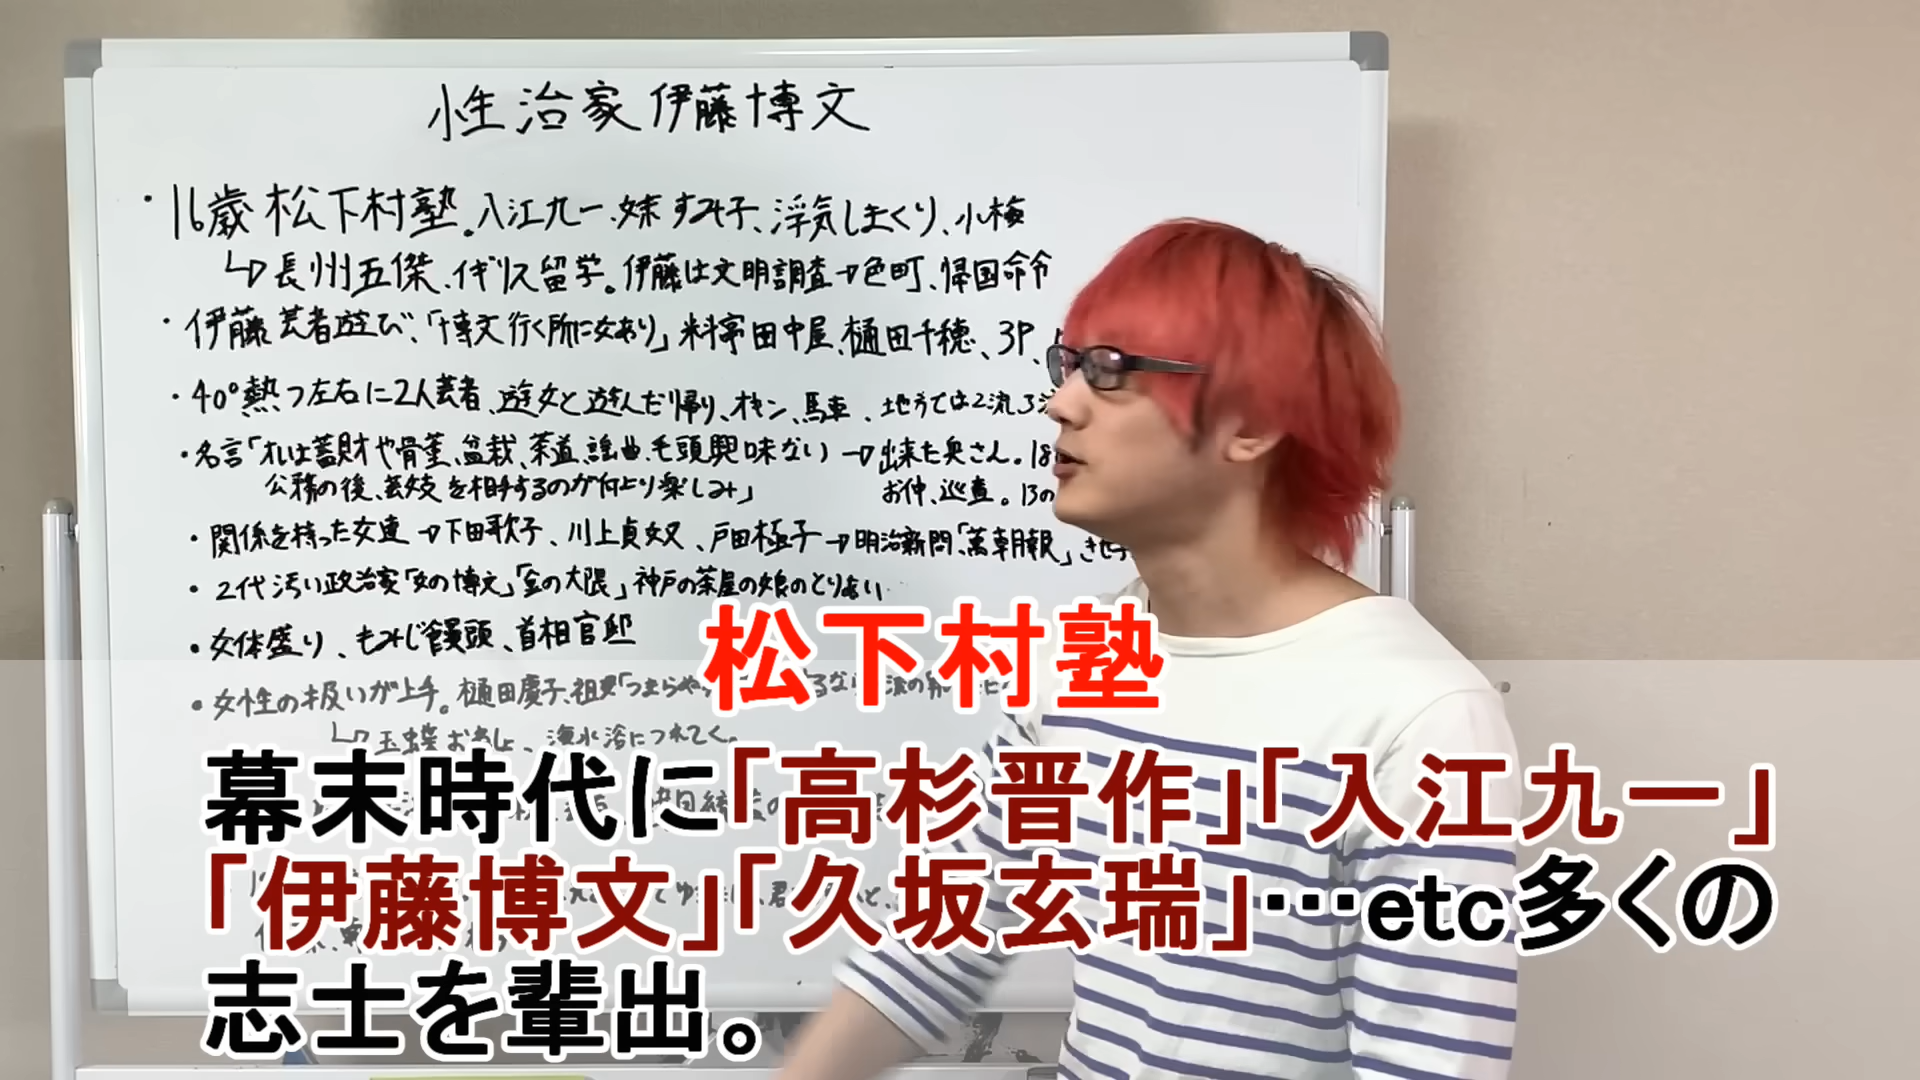 性治家伊藤博文
・16歳松下村塾。入江九一、妹すみ子、浮気しまくり、小梅
↳長州五傑、イギリス留学。伊藤は文明調査→色町、帰国命令
・伊藤芸者遊び、「博文行く所に女あり」料亭田中屋、樋田千穂、3P、
・40°熱つ左右に2人芸者、遊女と遊んだ帰り、オキン、馬車、地方では2流3流
・名言「オレは蓄財や骨董、盆栽、茶道、謡曲、毛頭興味ない →出来た奥さん。18
公務の後、芸妓を相手するのが何より楽しみ」 お仲、巡査。13の
・関係を持った女達→下田歌子、川上貞奴、戸田極子→明治新聞、「萬朝報」
・2代汚い政治家「女の博文」「金の大隈」神戸の茶屋の娘のとりあい
・女体盛り、もみじ饅頭、首相官邸
松下村塾
・女性の扱いが上手。樋田慶子、祖
↳玉蝶 海水浴につれてく。
幕末時代に「高杉晋作」「入江九一」
「伊藤博文」「久坂玄瑞」…etc多くの
志士を輩出。